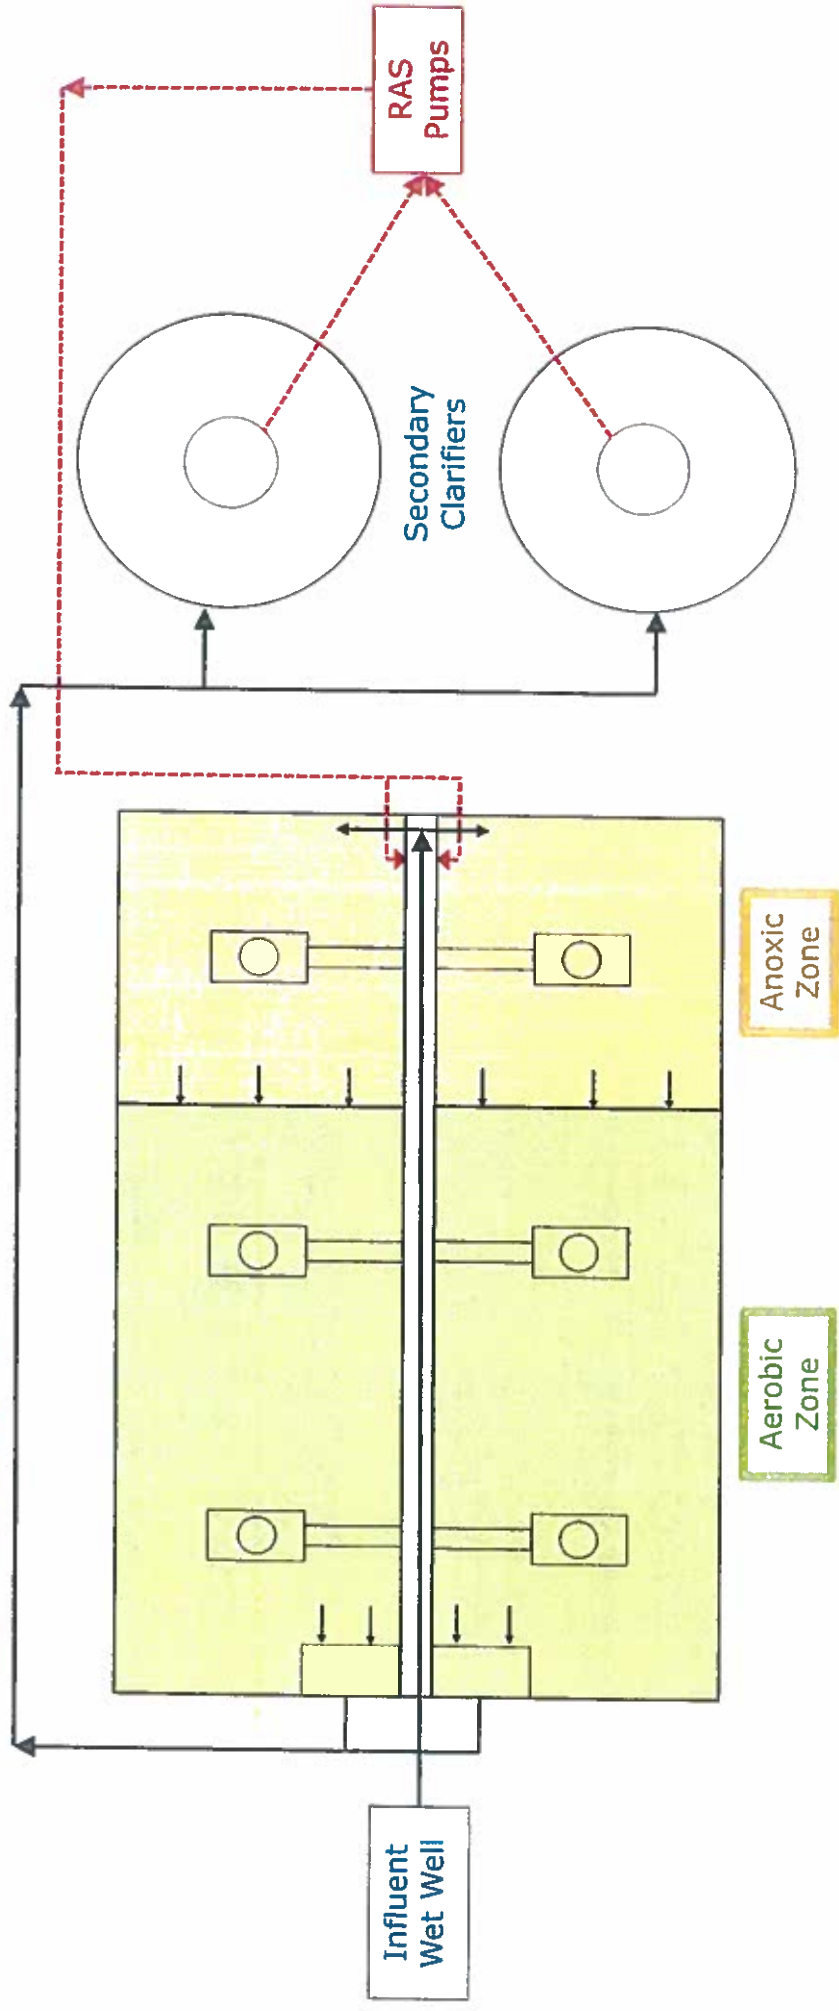 RAS
Pumps
Secondary
Clarifiers
Anoxic
Zone
Aerobic
Zone
Influent
Wet Well